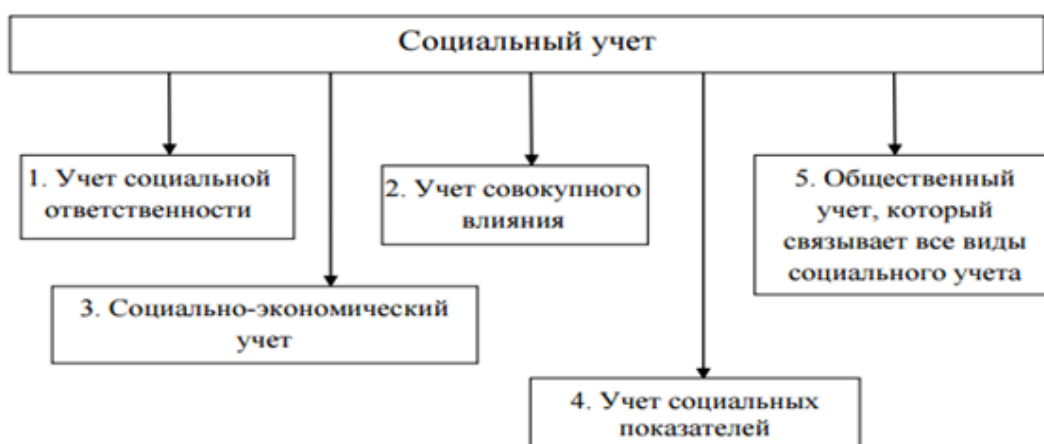 Социальный учет
1. Учет социальной
ответственности
2. Учет совокупного
влияния
3. Социально-экономический
учет
4. Учет социальных
показателей
5. Общественный
учет, который
связывает все виды
социального учета